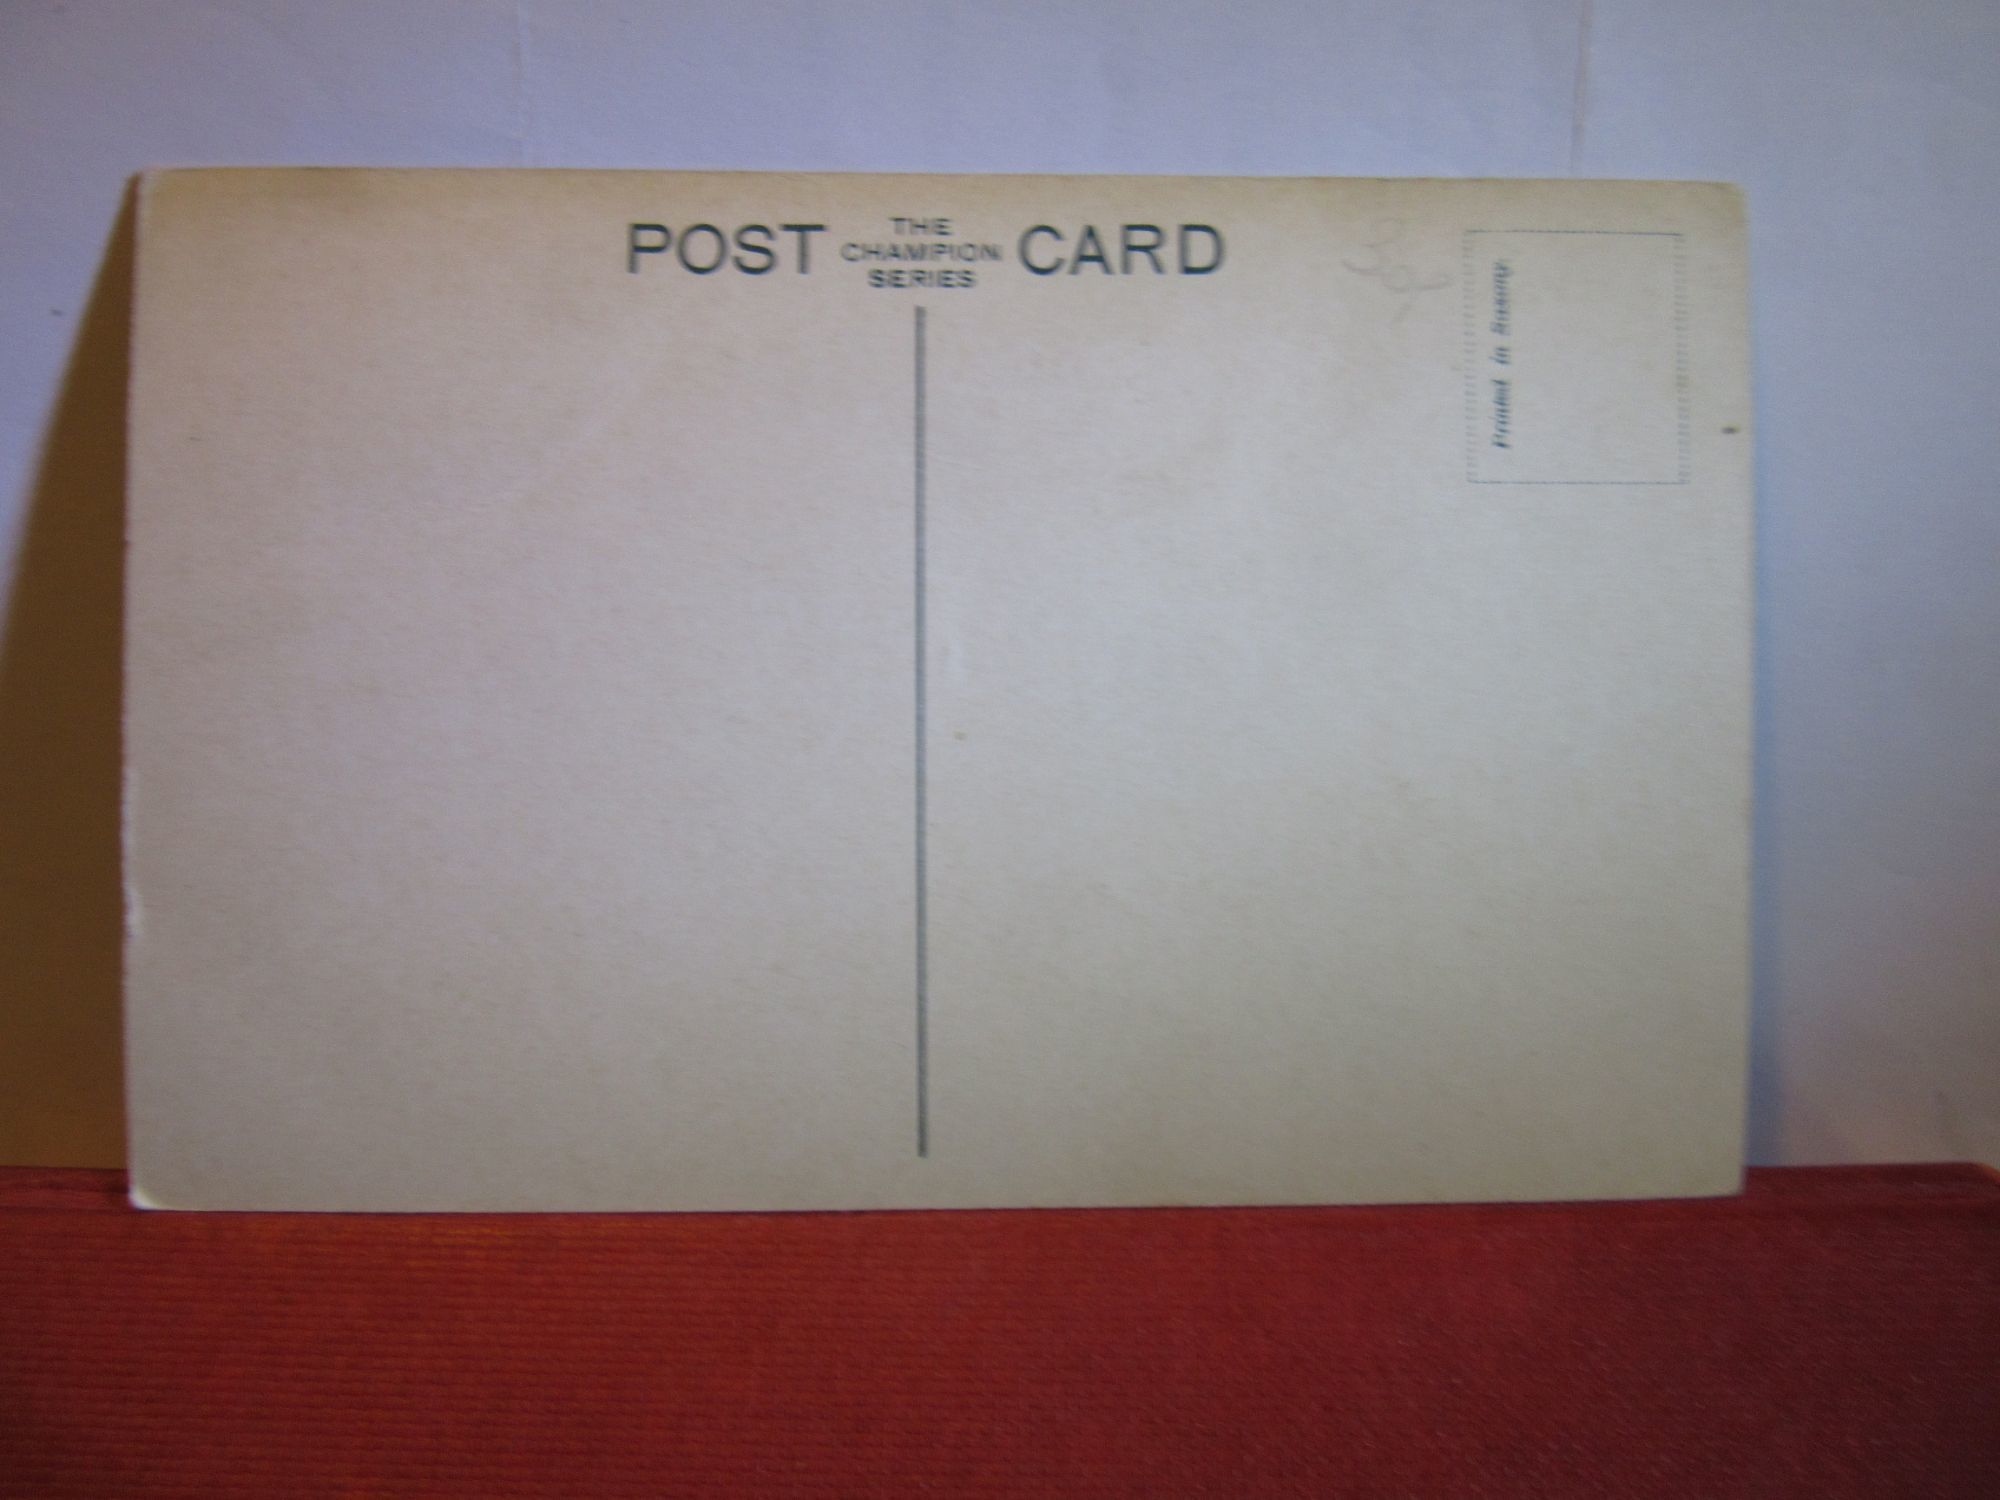 POST THE CHAMPION SERIES CARD
Printed in Saxony.